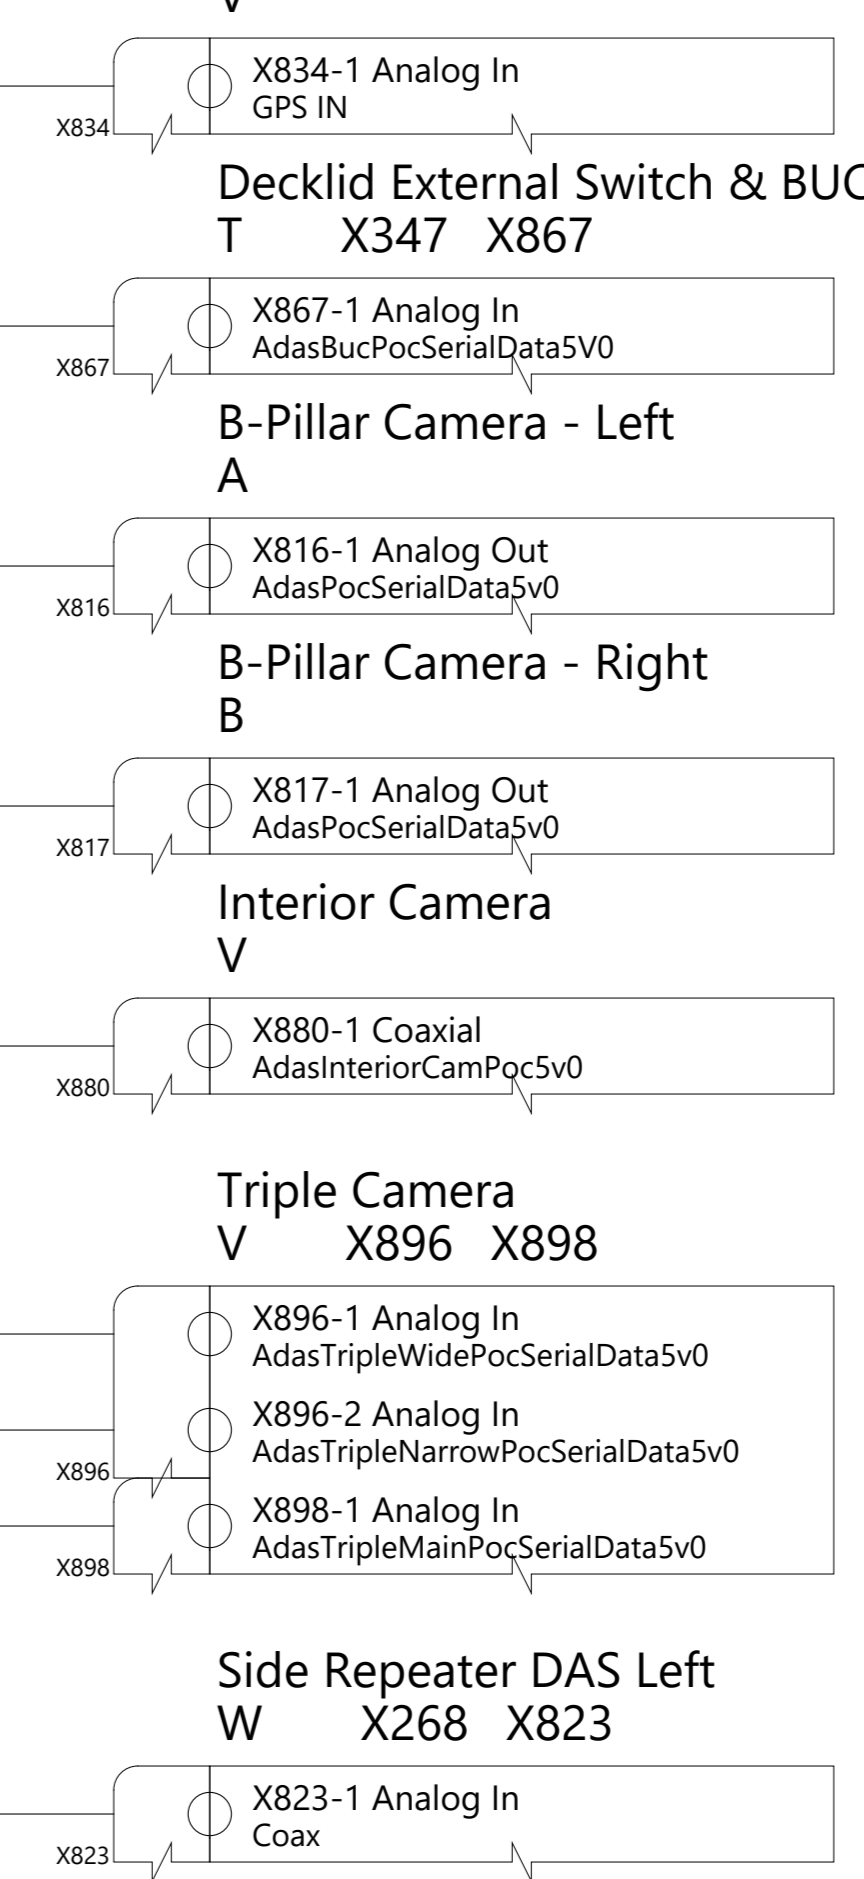 V
X834-1 Analog In
GPS IN
X834
Decklid External Switch & BUC
T X347 X867
X867-1 Analog In
AdasBucPocSerialData5V0
X867
B-Pillar Camera - Left
A
X816-1 Analog Out
AdasPocSerialData5v0
X816
B-Pillar Camera - Right
B
X817-1 Analog Out
AdasPocSerialData5v0
X817
Interior Camera
V
X880-1 Coaxial
AdasInteriorCamPoc5v0
X880
Triple Camera
V X896 X898
X896-1 Analog In
AdasTripleWidePocSerialData5v0
X896-2 Analog In
AdasTripleNarrowPocSerialData5v0
X896
X898-1 Analog In
AdasTripleMainPocSerialData5v0
X898
Side Repeater DAS Left
W X268 X823
X823-1 Analog In
Coax
X823